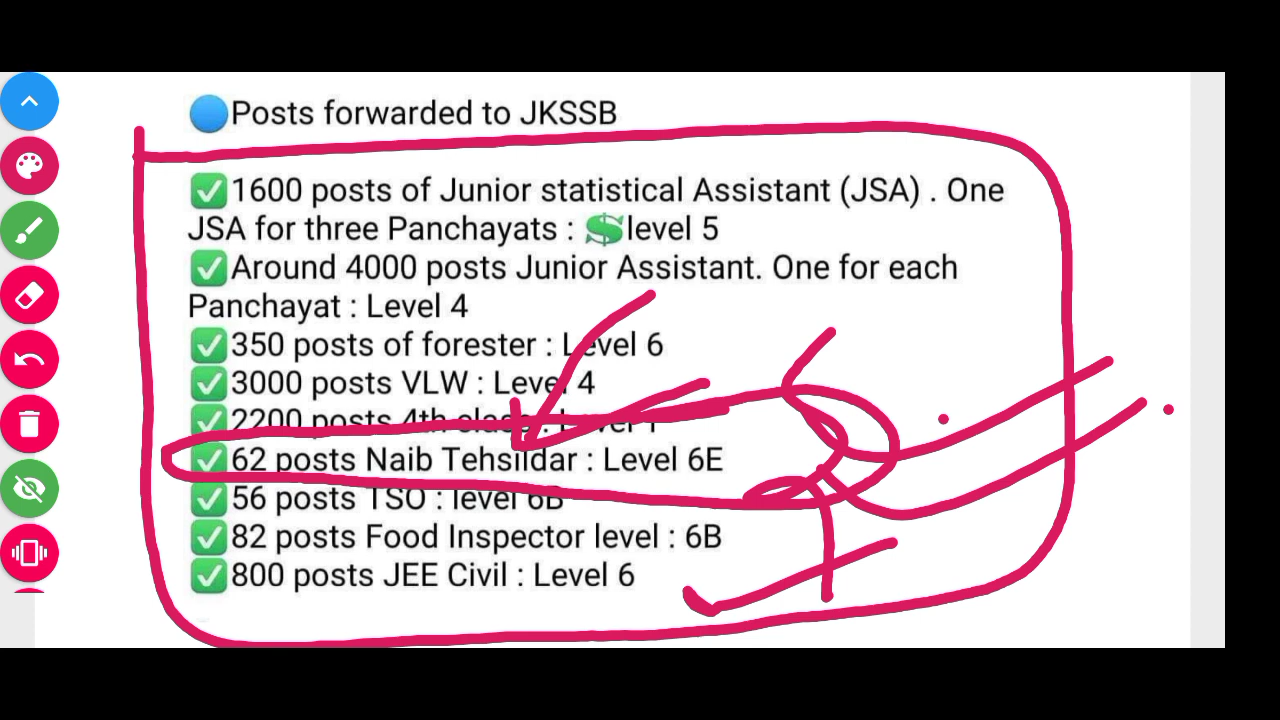 Posts forwarded to JKSSB
1600 posts of Junior statistical Assistant (JSA) . One
JSA for three Panchayats : level 5
Around 4000 posts Junior Assistant. One for each
Panchayat : Level 4
350 posts of forester : Level 6
3000 posts VLW : Level 4
2200 posts 4th class : Level 1
62 posts Naib Tehsildar : Level 6E
56 posts TSO : level 6B
82 posts Food Inspector level : 6B
800 posts JEE Civil : Level 6